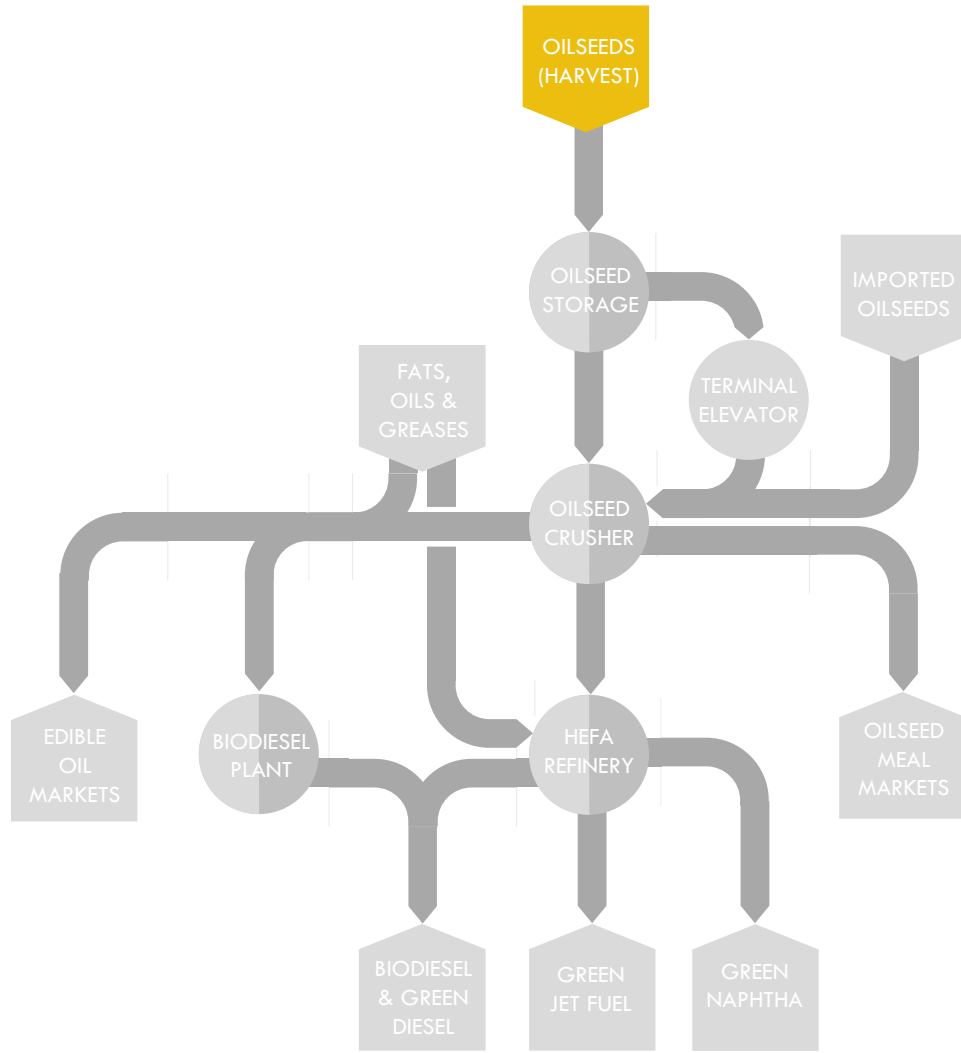 OILSEEDS
(HARVEST)
OILSEED
STORAGE
IMPORTED
OILSEEDS
FATS,
OILS &
GREASES
TERMINAL
ELEVATOR
OILSEED
CRUSHER
EDIBLE
OIL
MARKETS
BIODIESEL
PLANT
HEFA
REFINERY
OILSEED
MEAL
MARKETS
BIODIESEL
& GREEN
DIESEL
GREEN
JET FUEL
GREEN
NAPHTHA